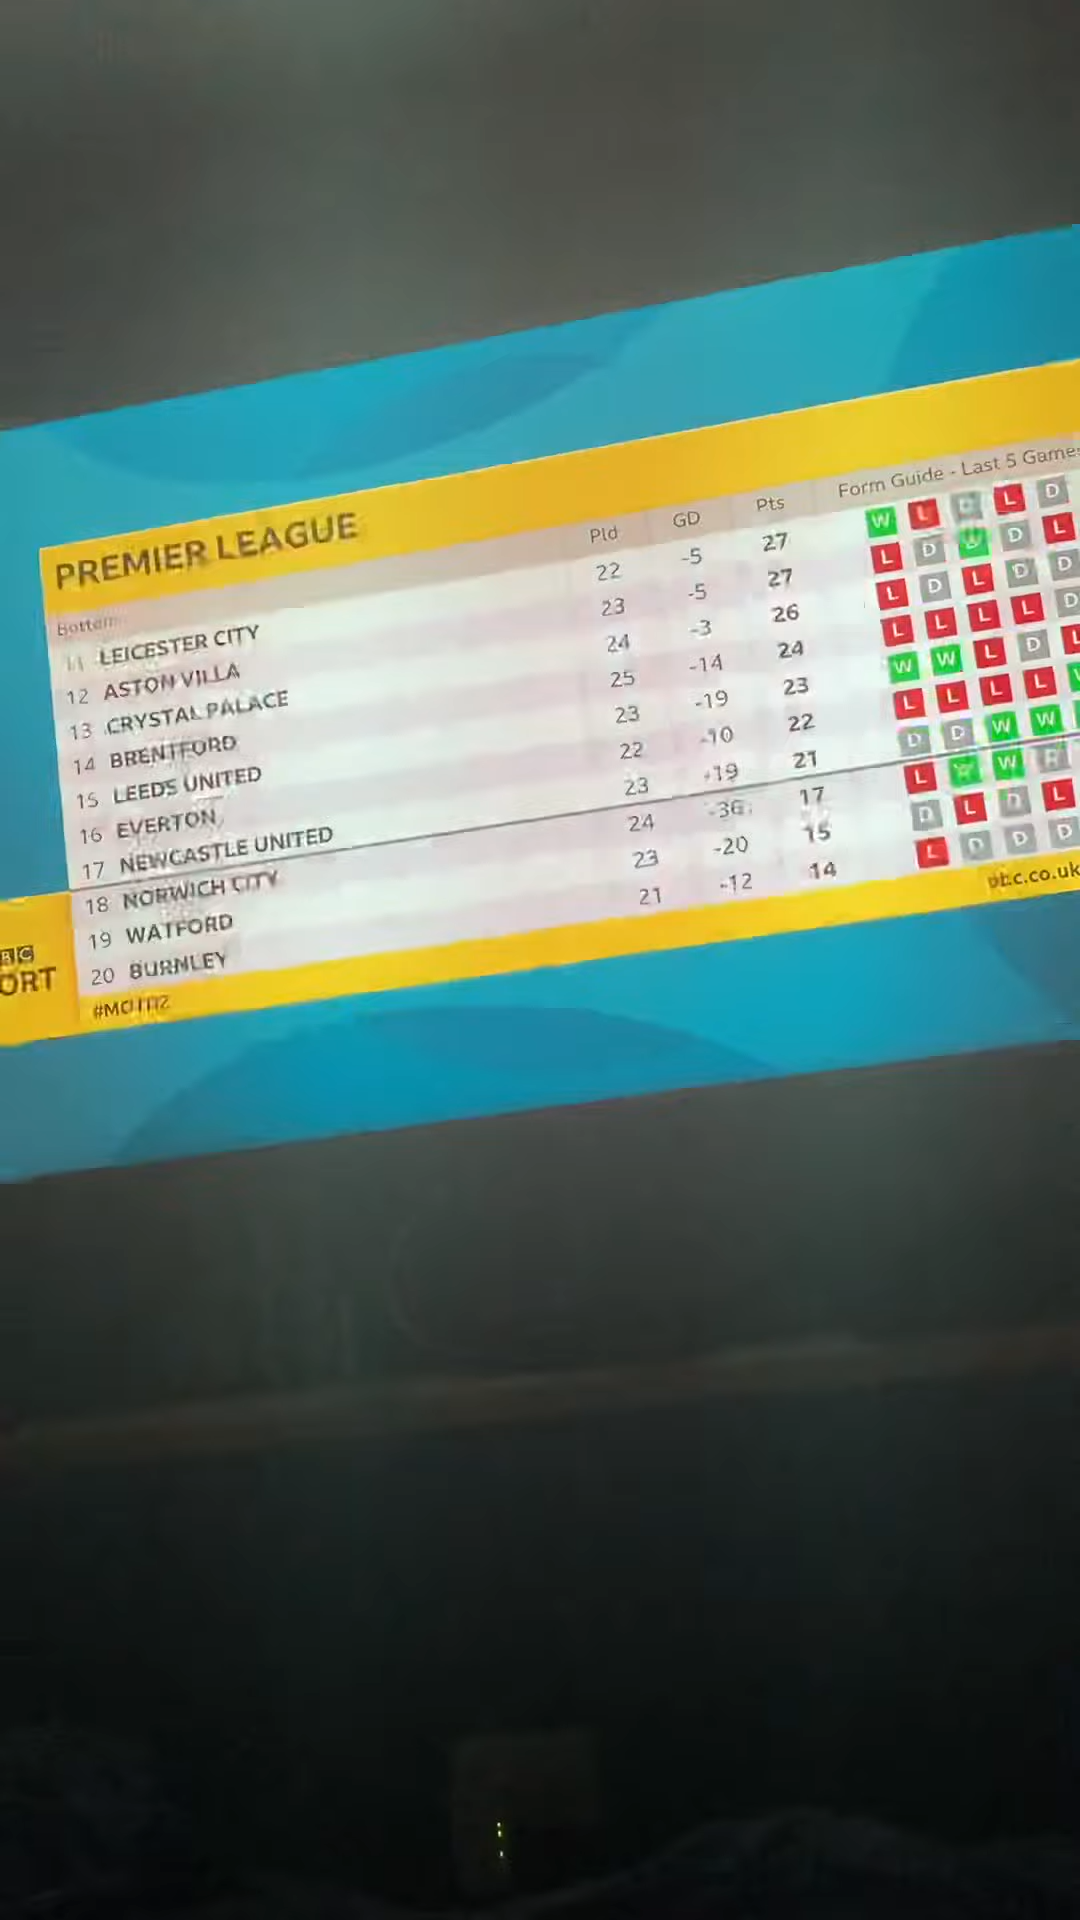 PREMIER LEAGUE
Bottom Pld GD Pts Form Guide - Last 5 Games
11 LEICESTER CITY 22 -5 27 W L D L D
12 ASTON VILLA 23 -5 27 L D D L
13 CRYSTAL PALACE 24 -3 26 L D L D D
14 BRENTFORD 25 -14 24 L L L L D
15 LEEDS UNITED 23 -19 23 W W L D L
16 EVERTON 22 -10 22 L L L L W
17 NEWCASTLE UNITED 23 -19 21 D D W W
18 NORWICH CITY 24 -36 17 L W W
19 WATFORD 23 -20 15 D L D L
20 BURNLEY 21 -12 14 L D D D
BBC
SPORT
#MOTD2
bbc.co.uk